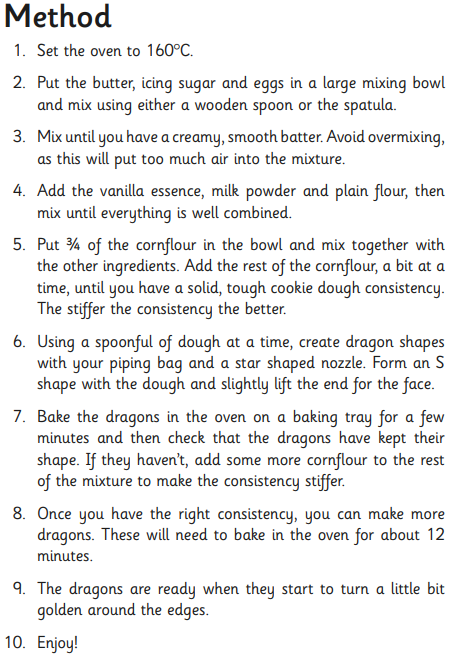 Method
1. Set the oven to 160°C.
2. Put the butter, icing sugar and eggs in a large mixing bowl
and mix using either a wooden spoon or the spatula.
3. Mix until you have a creamy, smooth batter. Avoid overmixing,
as this will put too much air into the mixture.
4. Add the vanilla essence, milk powder and plain flour, then
mix until everything is well combined.
5. Put ¾ of the cornflour in the bowl and mix together with
the other ingredients. Add the rest of the cornflour, a bit at a
time, until you have a solid, tough cookie dough consistency.
The stiffer the consistency the better.
6. Using a spoonful of dough at a time, create dragon shapes
with your piping bag and a star shaped nozzle. Form an S
shape with the dough and slightly lift the end for the face.
7. Bake the dragons in the oven on a baking tray for a few
minutes and then check that the dragons have kept their
shape. If they haven't, add some more cornflour to the rest
of the mixture to make the consistency stiffer.
8. Once you have the right consistency, you can make more
dragons. These will need to bake in the oven for about 12
minutes.
9. The dragons are ready when they start to turn a little bit
golden around the edges.
10. Enjoy!